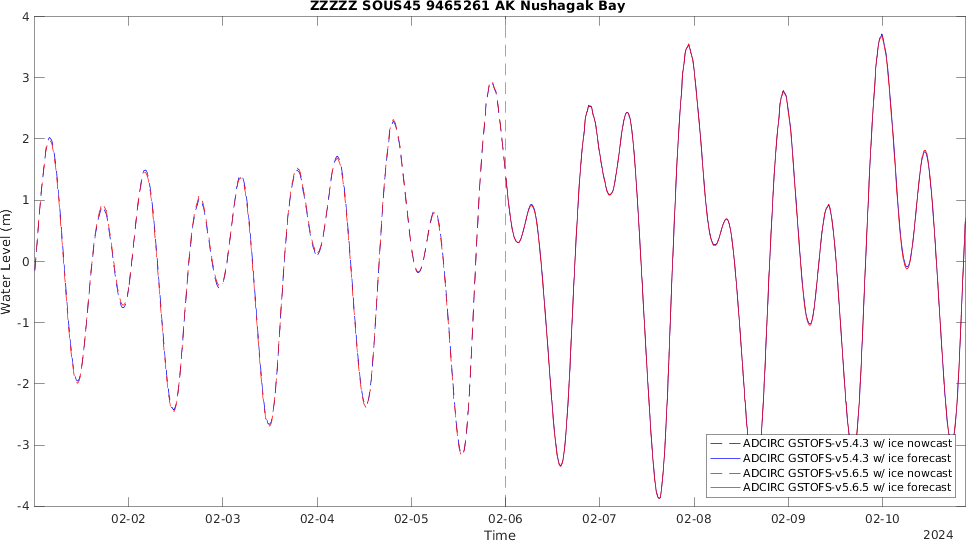 ZZZZZ SOUS45 9465261 AK Nushagak Bay
4
3
2
1
0
-1
-2
-3
-4
Water Level (m)
ADCIRC GSTOFS-v5.4.3 w/ ice nowcast
ADCIRC GSTOFS-v5.4.3 w/ ice forecast
ADCIRC GSTOFS-v5.6.5 w/ ice nowcast
ADCIRC GSTOFS-v5.6.5 w/ ice forecast
02-02 02-03 02-04 02-05 02-06 02-07 02-08 02-09 02-10
Time
2024